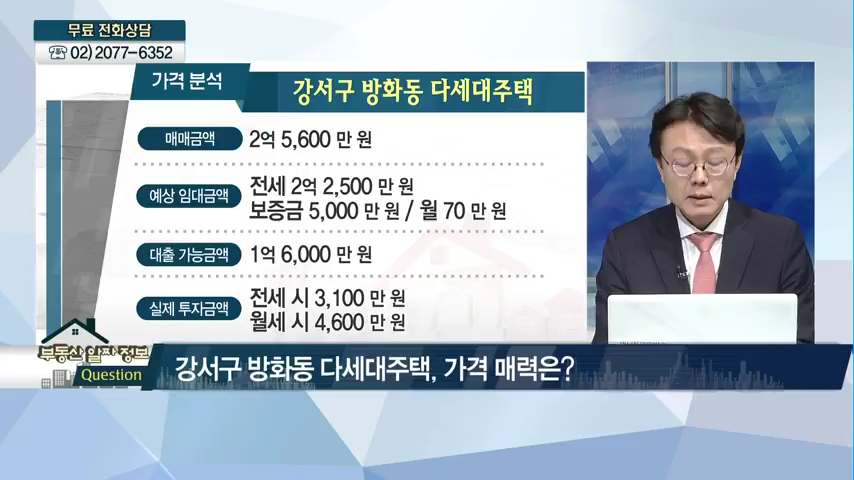 무료 전화상담
☎ 02) 2077-6352
가격 분석
강서구 방화동 다세대주택
매매금액
2억 5,600 만 원
예상 임대금액
전세 2억 2,500 만 원
보증금 5,000 만 원 / 월 70 만 원
대출 가능금액
1억 6,000 만 원
실제 투자금액
전세 시 3,100 만 원
월세 시 4,600 만 원
부동산 알짜 정보
Question
강서구 방화동 다세대주택, 가격 매력은?